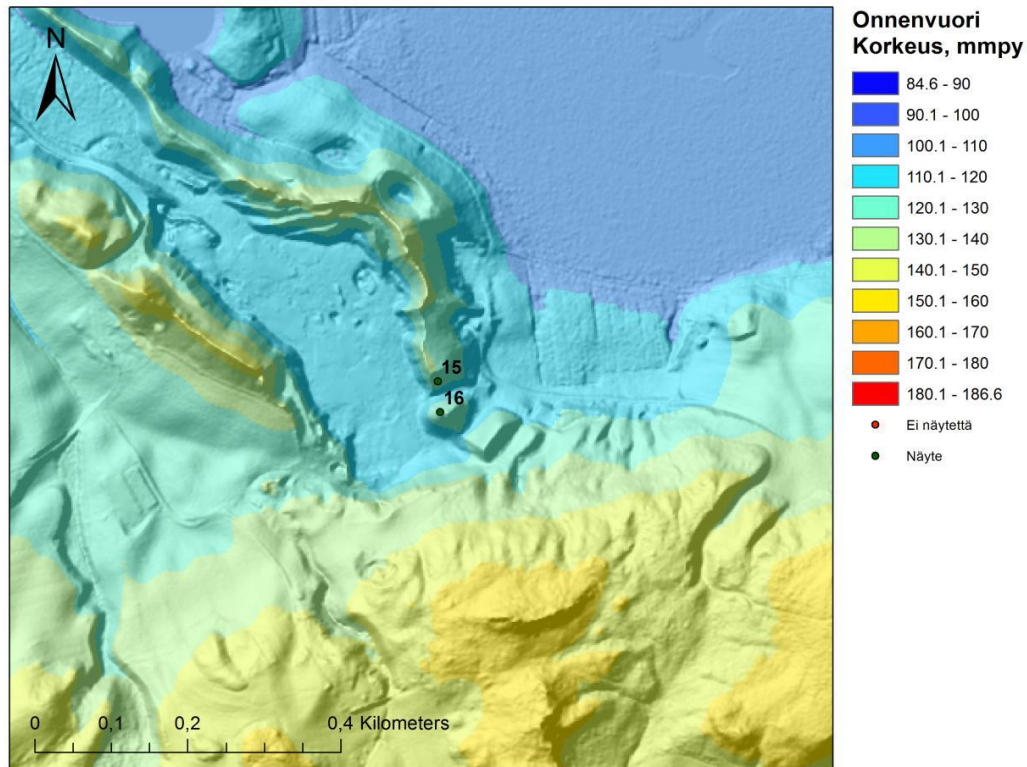 N
15
16
0
0,1
0,2
0,4 Kilometers
Onnenvuori
Korkeus, mmpy
84.6 - 90
90.1 - 100
100.1 - 110
110.1 - 120
120.1 - 130
130.1 - 140
140.1 - 150
150.1 - 160
160.1 - 170
170.1 - 180
180.1 - 186.6
Ei näytettä
Näyte